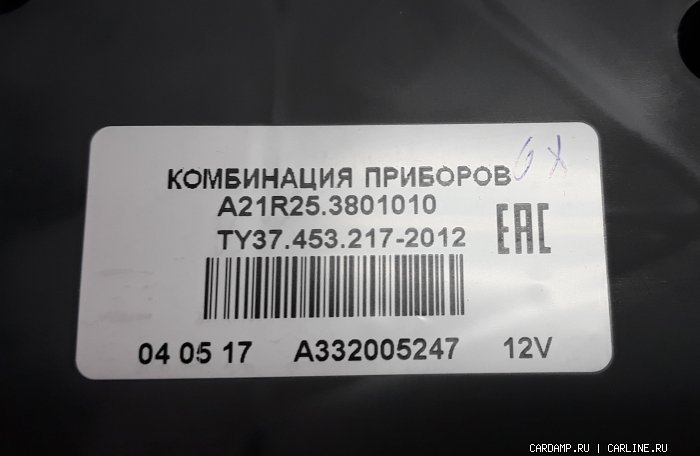 КОМБИНАЦИЯ ПРИБОРОВ
A21R25.3801010
ТУ37.453.217-2012
EAC
04 05 17 A332005247 12V
CARDAMP.RU | CARLINE.RU